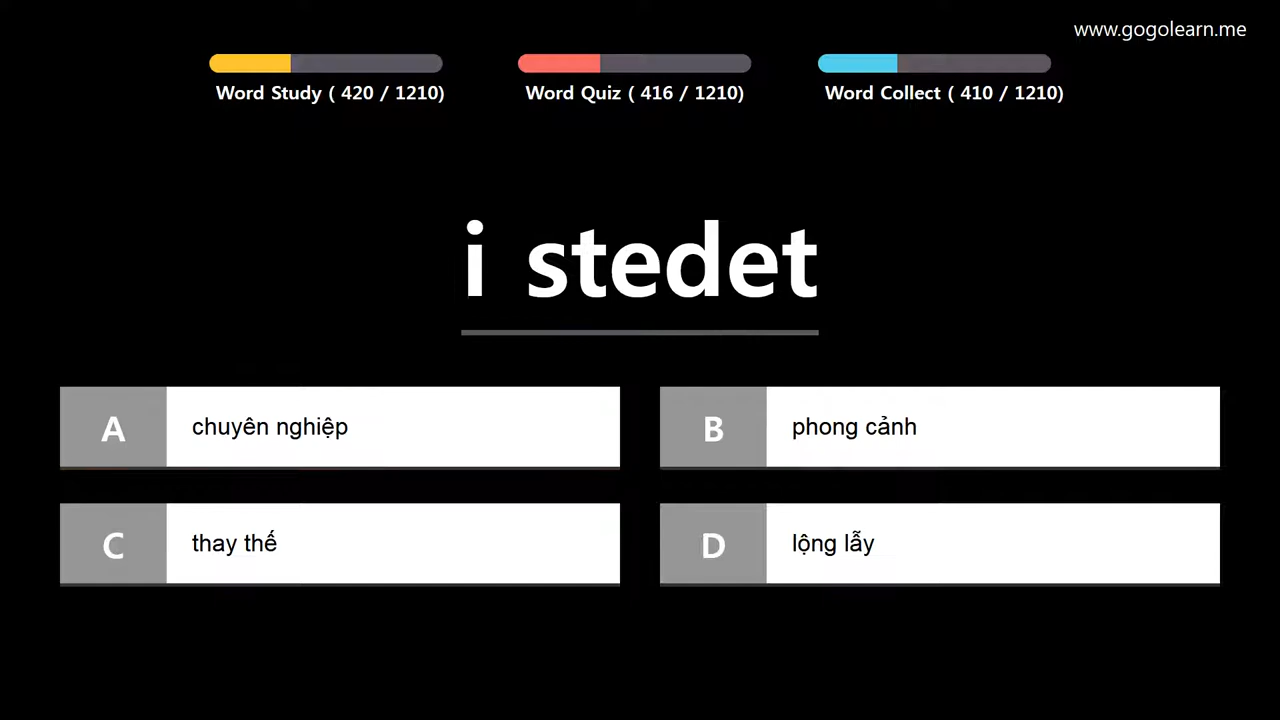 www.gogolearn.me
Word Study ( 420 / 1210)
Word Quiz ( 416 / 1210)
Word Collect ( 410 / 1210)
i stedet
A
chuyên nghiệp
B
phong cảnh
C
thay thế
D
lộng lẫy